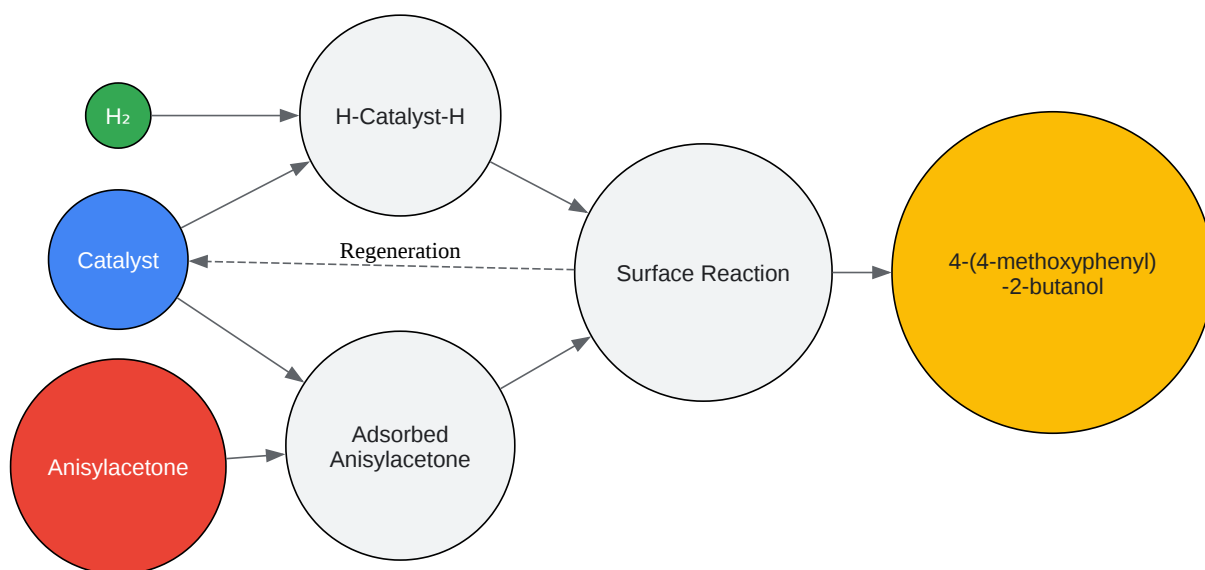 H₂
H-Catalyst-H
Catalyst
Regeneration
Surface Reaction
4-(4-methoxyphenyl)
-2-butanol
Anisylacetone
Adsorbed
Anisylacetone